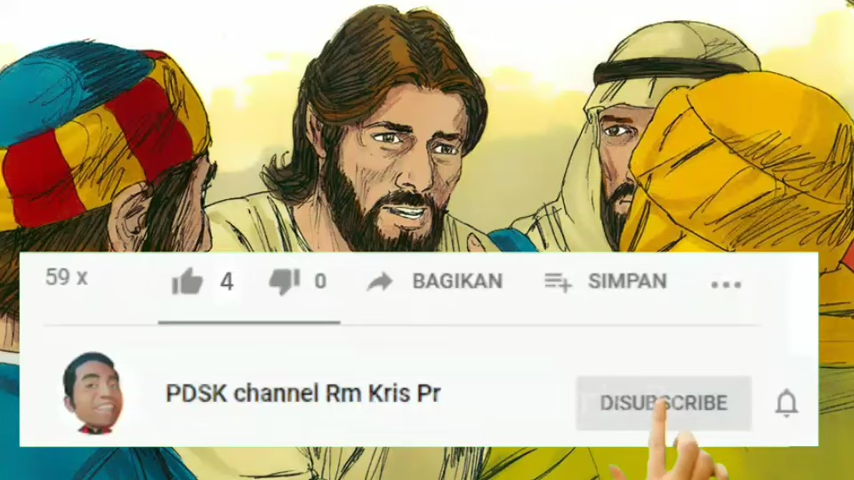 59 x
4
0
BAGIKAN
SIMPAN
PDSK channel Rm Kris Pr
DISUBSCRIBE